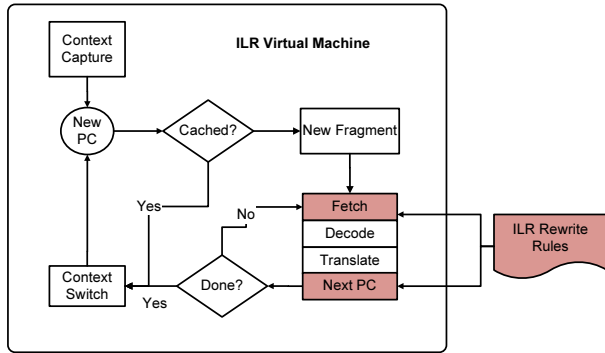 Context
Capture
ILR Virtual Machine
New
PC
Cached?
New Fragment
Yes
No
Fetch
Decode
Translate
Next PC
ILR Rewrite
Rules
Context
Switch
Yes
Done?